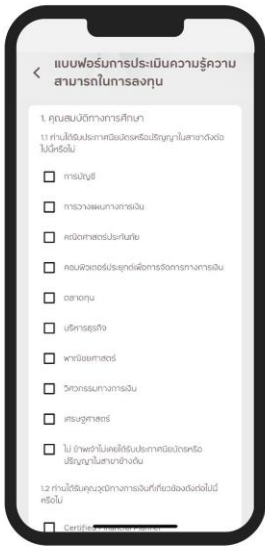 แบบฟอร์มการประเมินความรู้ความ
สามารถในการลงทุน
1. คุณสมบัติทางการศึกษา
1.1 ท่านได้รับประกาศนียบัตรหรือปริญญาในสาขาดังต่อ
ไปนี้หรือไม่
การบัญชี
การวางแผนทางการเงิน
คณิตศาสตร์ประกันภัย
คอมพิวเตอร์ประยุกต์เพื่อการจัดการทางการเงิน
ตลาดทุน
บริหารธุรกิจ
พาณิชยศาสตร์
วิศวกรรมทางการเงิน
เศรษฐศาสตร์
ไม่ ข้าพเจ้าไม่เคยได้รับประกาศนียบัตรหรือ
ปริญญาในสาขาข้างต้น
1.2 ท่านได้รับคุณวุฒิทางการเงินที่เกี่ยวข้องดังต่อไปนี้
หรือไม่
Certified Financial Planner